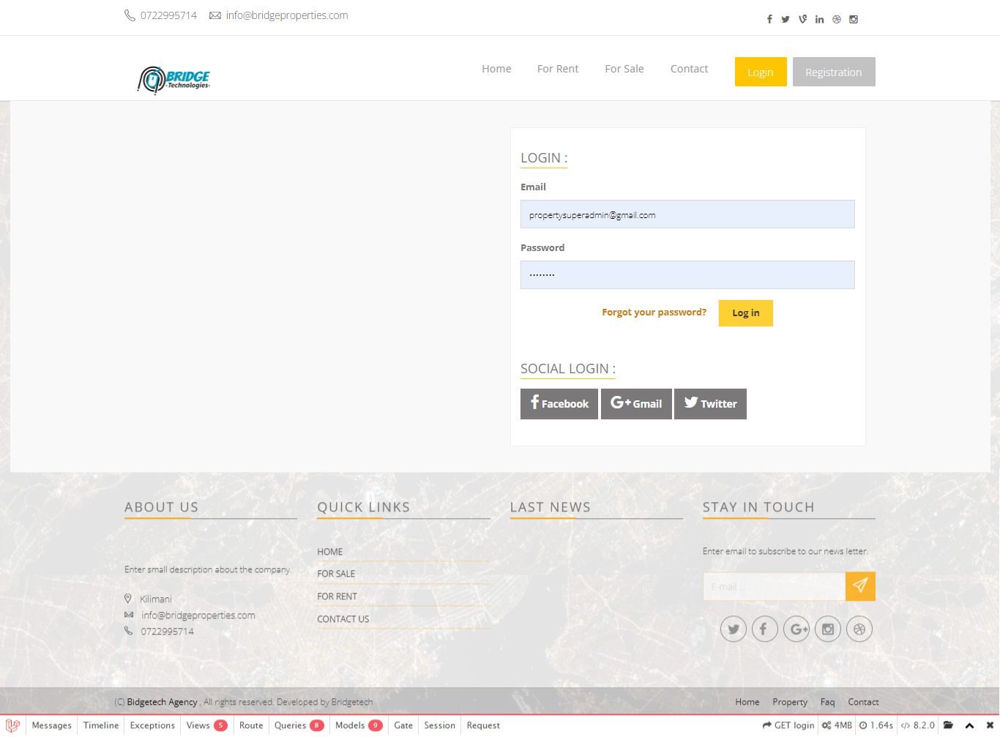 0722995714 info@bridgeproperties.com
BRIDGE
-Technologies-
Home For Rent For Sale Contact Login Registration
LOGIN :
Email
propertysuperadmin@gmail.com
Password
········
Forgot your password? Log in
SOCIAL LOGIN :
Facebook G+ Gmail Twitter
ABOUT US
Enter small description about the company.
Kilimani
info@bridgeproperties.com
0722995714
QUICK LINKS
HOME
FOR SALE
FOR RENT
CONTACT US
LAST NEWS
STAY IN TOUCH
Enter email to subscribe to our news letter.
E-mail ...
(C) Bidgetech Agency , All rights reserved. Developed by Bridgetech
Home Property Faq Contact
Messages Timeline Exceptions Views 5 Route Queries 8 Models 9 Gate Session Request GET login 4MB 1.64s 8.2.0